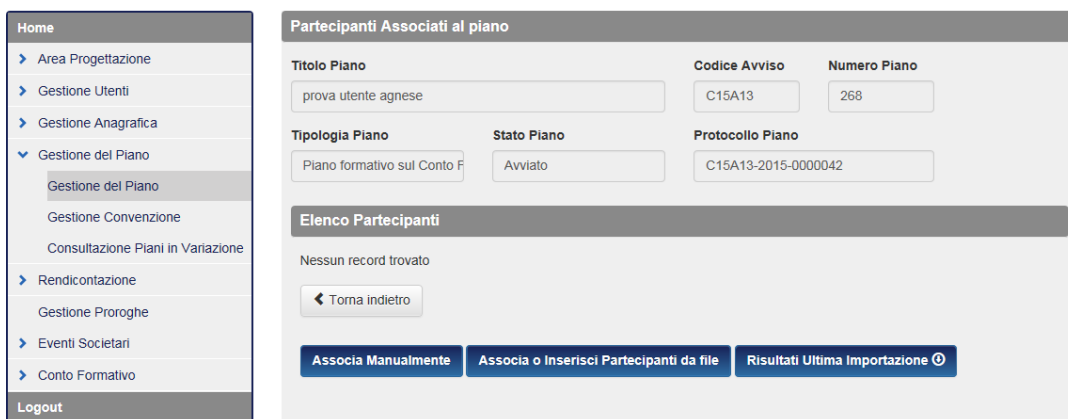 Home
Area Progettazione
Gestione Utenti
Gestione Anagrafica
Gestione del Piano
Gestione del Piano
Gestione Convenzione
Consultazione Piani in Variazione
Rendicontazione
Gestione Proroghe
Eventi Societari
Conto Formativo
Logout
Partecipanti Associati al piano
Titolo Piano Codice Avviso Numero Piano
prova utente agnese C15A13 268
Tipologia Piano Stato Piano Protocollo Piano
Piano formativo sul Conto F Avviato C15A13-2015-0000042
Elenco Partecipanti
Nessun record trovato
Torna indietro
Associa Manualmente Associa o Inserisci Partecipanti da file Risultati Ultima Importazione